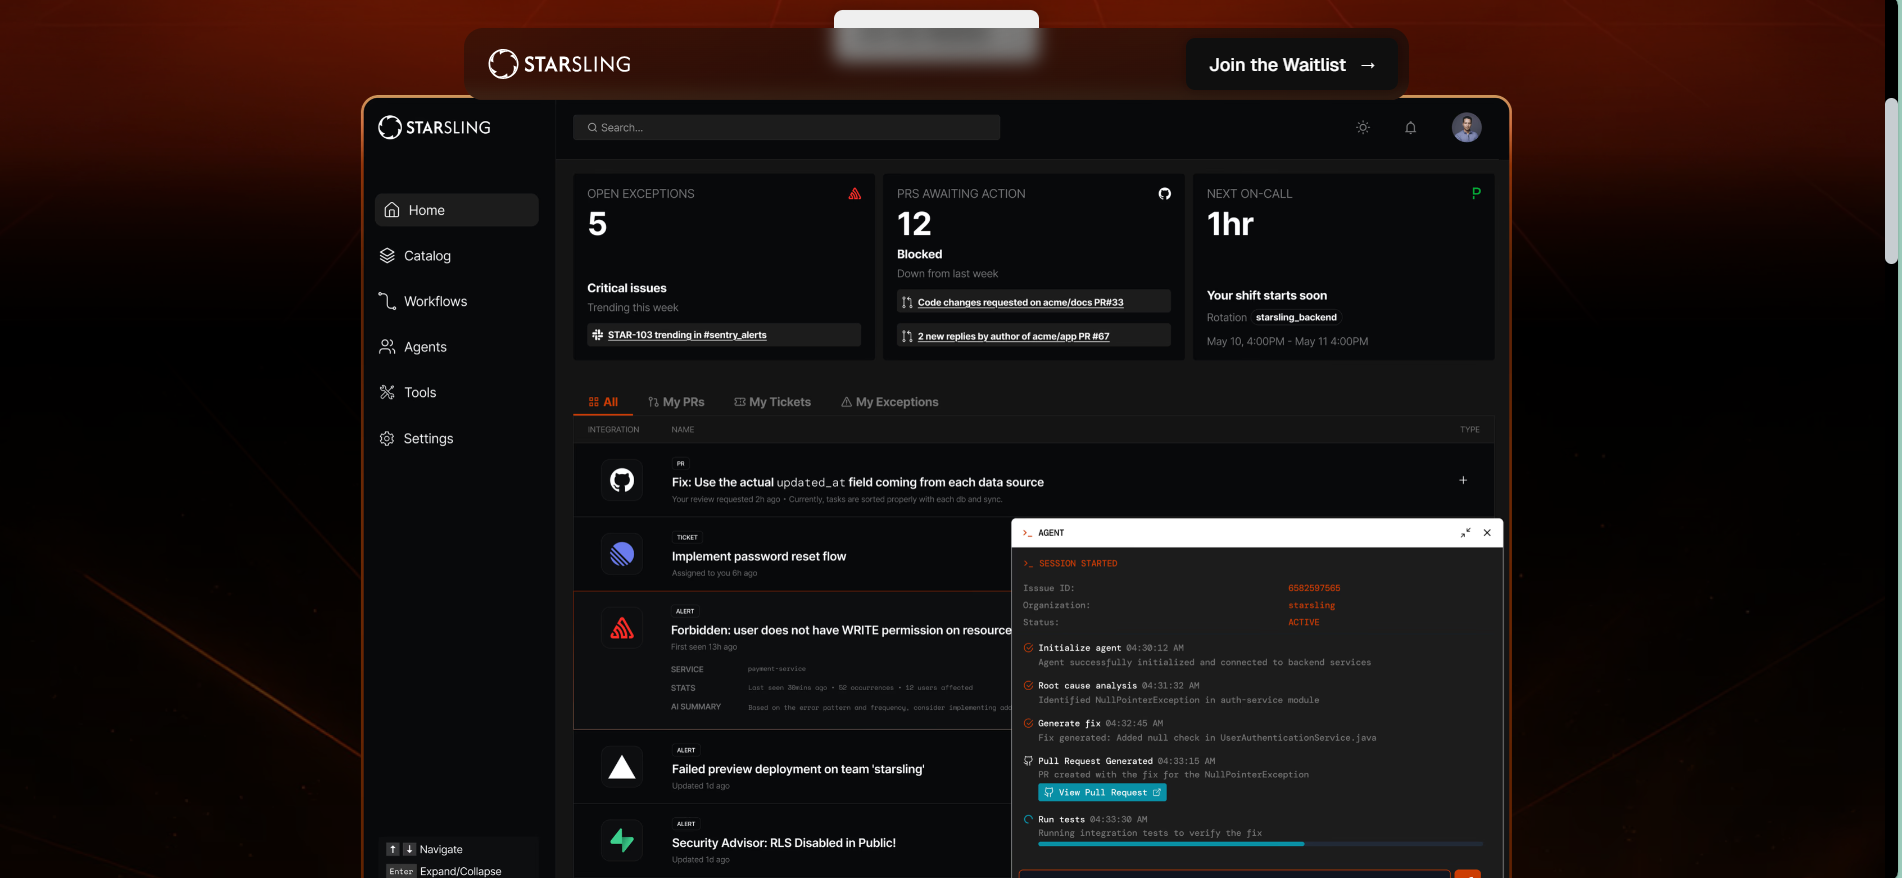 STARSLING
Join the Waitlist →
STARSLING
Search...
Home
Catalog
Workflows
Agents
Tools
Settings
↑ ↓ Navigate
Enter Expand/Collapse
OPEN EXCEPTIONS
5
Critical issues
Trending this week
STAR-103 trending in #sentry_alerts
PRS AWAITING ACTION
12
Blocked
Down from last week
Code changes requested on acme/docs PR#33
2 new replies by author of acme/app PR #67
NEXT ON-CALL
1hr
Your shift starts soon
Rotation starsling_backend
May 10, 4:00PM - May 11 4:00PM
All My PRs My Tickets My Exceptions
INTEGRATION NAME TYPE
PR
Fix: Use the actual updated_at field coming from each data source
Your review requested 2h ago • Currently, tasks are sorted properly with each db and sync.
+
TICKET
Implement password reset flow
Assigned to you 6h ago
ALERT
Forbidden: user does not have WRITE permission on resource
First seen 13h ago
SERVICE payment-service
STATS Last seen 30mins ago • 52 occurrences • 12 users affected
AI SUMMARY Based on the error pattern and frequency, consider implementing
ALERT
Failed preview deployment on team 'starsling'
Updated 1d ago
ALERT
Security Advisor: RLS Disabled in Public!
Updated 1d ago
>_ AGENT
>_ SESSION STARTED
Isssue ID: 6582597565
Organization: starsling
Status: ACTIVE
Initialize agent 04:30:12 AM
Agent successfully initialized and connected to backend services
Root cause analysis 04:31:32 AM
Identified NullPointerException in auth-service module
Generate fix 04:32:45 AM
Fix generated: Added null check in UserAuthenticationService.java
Pull Request Generated 04:33:15 AM
PR created with the fix for the NullPointerException
View Pull Request
Run tests 04:33:30 AM
Running integration tests to verify the fix